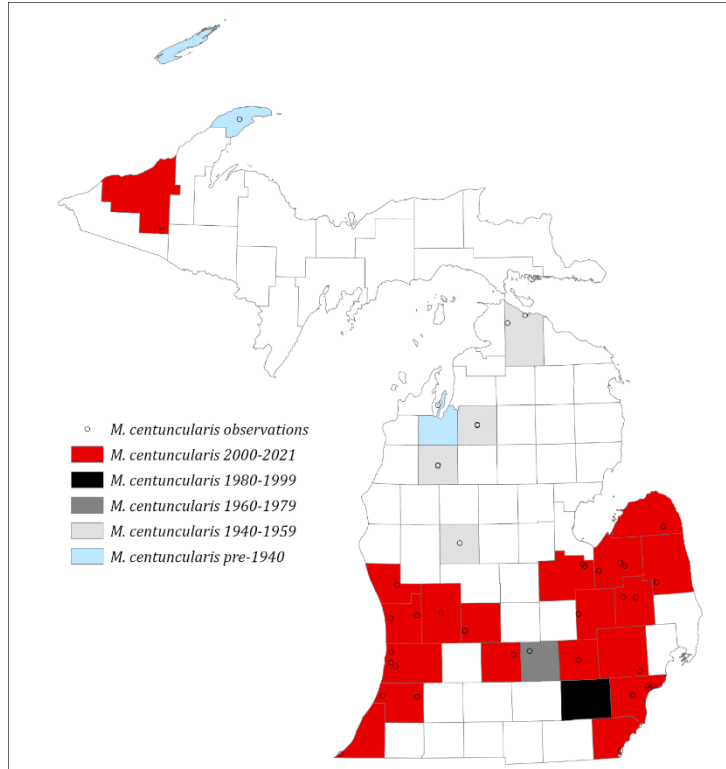 M. centuncularis observations
M. centuncularis 2000-2021
M. centuncularis 1980-1999
M. centuncularis 1960-1979
M. centuncularis 1940-1959
M. centuncularis pre-1940